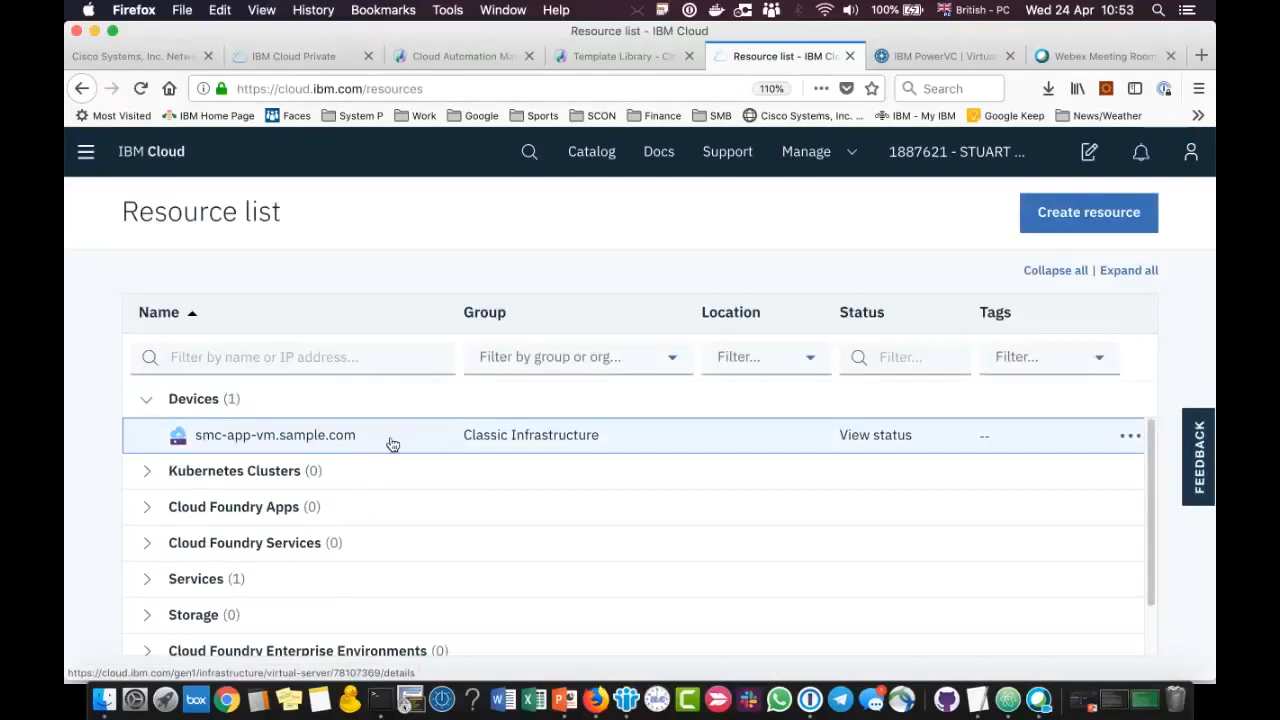 Firefox File Edit View History Bookmarks Tools Window Help 100% British - PC Wed 24 Apr 10:53
Resource list - IBM Cloud
Cisco Systems, Inc. Netw IBM Cloud Private Cloud Automation Ma Template Library - Cl Resource list - IBM Clo IBM PowerVC | Virtua Webex Meeting Room
https://cloud.ibm.com/resources 110% Search
Most Visited IBM Home Page Faces System P Work Google Sports SCON Finance SMB Cisco Systems, Inc. ... IBM - My IBM Google Keep News/Weather
IBM Cloud Catalog Docs Support Manage 1887621 - STUART ...
Resource list
Create resource
Collapse all | Expand all
Name Group Location Status Tags
Filter by name or IP address... Filter by group or org... Filter... Filter... Filter...
Devices (1)
smc-app-vm.sample.com Classic Infrastructure View status --
Kubernetes Clusters (0)
Cloud Foundry Apps (0)
Cloud Foundry Services (0)
Services (1)
Storage (0)
Cloud Foundry Enterprise Environments (0)
FEEDBACK
https://cloud.ibm.com/gen1/infrastructure/virtual-server/78107369/details
box